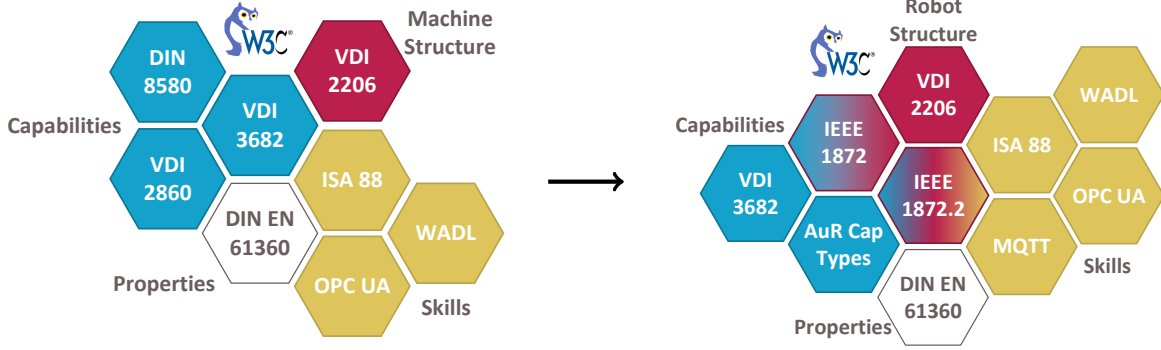 Machine
Structure
W3C®
DIN
8580
VDI
2206
VDI
3682
Capabilities
VDI
2860
ISA 88
DIN EN
61360
WADL
Properties
OPC UA
Skills
Robot
Structure
W3C®
VDI
2206
WADL
Capabilities
IEEE
1872
ISA 88
VDI
3682
IEEE
1872.2
OPC UA
AuR Cap
Types
MQTT
Skills
DIN EN
61360
Properties